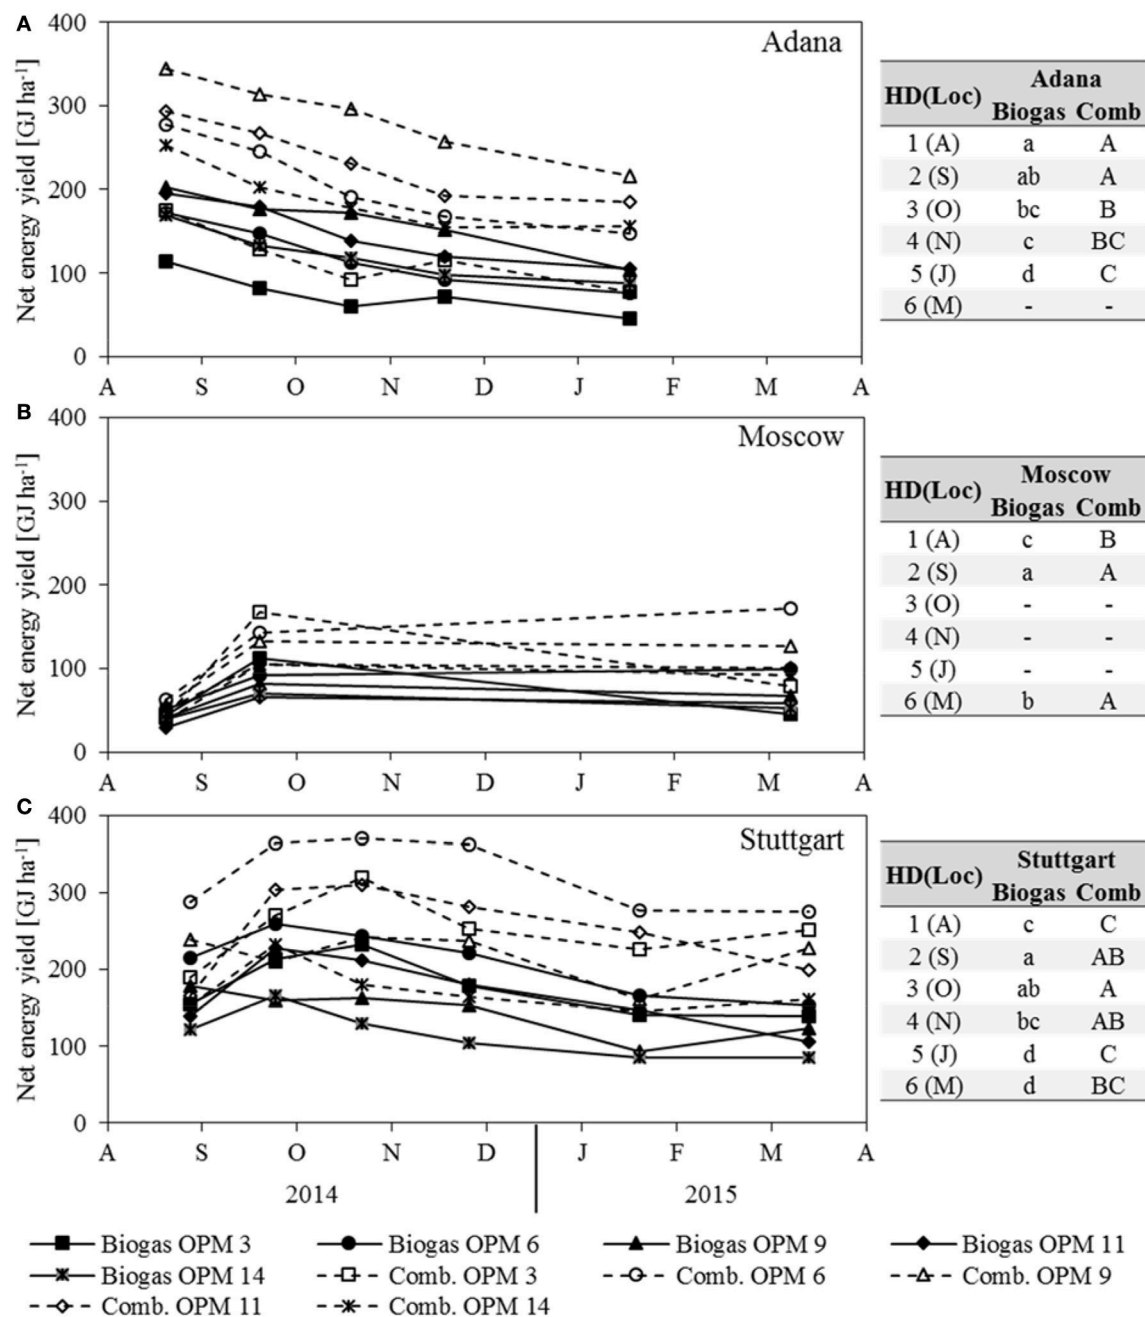 A
Adana
Net energy yield [GJ ha⁻¹]
400
300
200
100
0
A S O N D J F M A
HD(Loc) Adana
Biogas Comb
1 (A) a A
2 (S) ab A
3 (O) bc B
4 (N) c BC
5 (J) d C
6 (M) - -
B
Moscow
Net energy yield [GJ ha⁻¹]
400
300
200
100
0
A S O N D J F M A
HD(Loc) Moscow
Biogas Comb
1 (A) c B
2 (S) a A
3 (O) - -
4 (N) - -
5 (J) - -
6 (M) b A
C
Stuttgart
Net energy yield [GJ ha⁻¹]
400
300
200
100
0
S O N D J F M A
2014 2015
HD(Loc) Stuttgart
Biogas Comb
1 (A) c C
2 (S) a AB
3 (O) ab A
4 (N) bc AB
5 (J) d C
6 (M) d BC
Biogas OPM 3 Biogas OPM 6 Biogas OPM 9 Biogas OPM 11
Biogas OPM 14 Comb. OPM 3 Comb. OPM 6 Comb. OPM 9
Comb. OPM 11 Comb. OPM 14